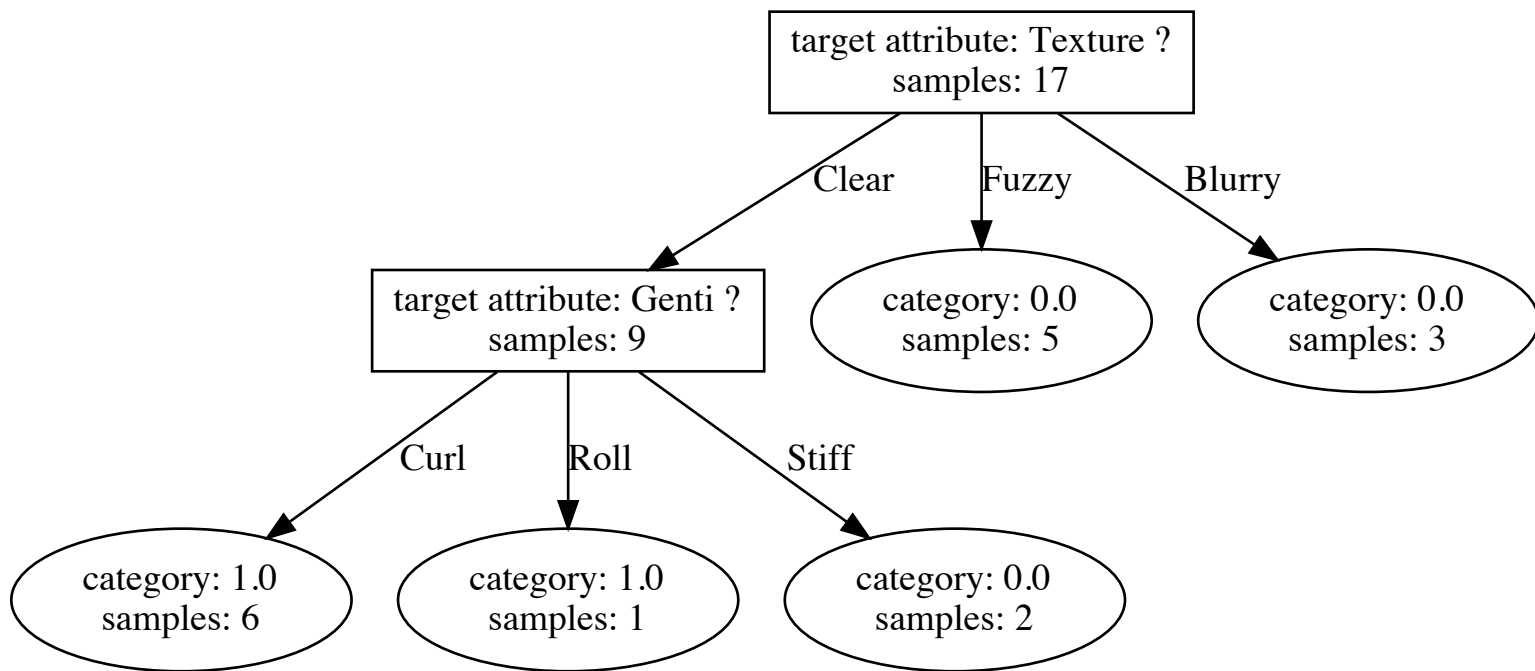 target attribute: Texture ?
samples: 17
Clear
Fuzzy
Blurry
target attribute: Genti ?
samples: 9
category: 0.0
samples: 5
category: 0.0
samples: 3
Curl
Roll
Stiff
category: 1.0
samples: 6
category: 1.0
samples: 1
category: 0.0
samples: 2